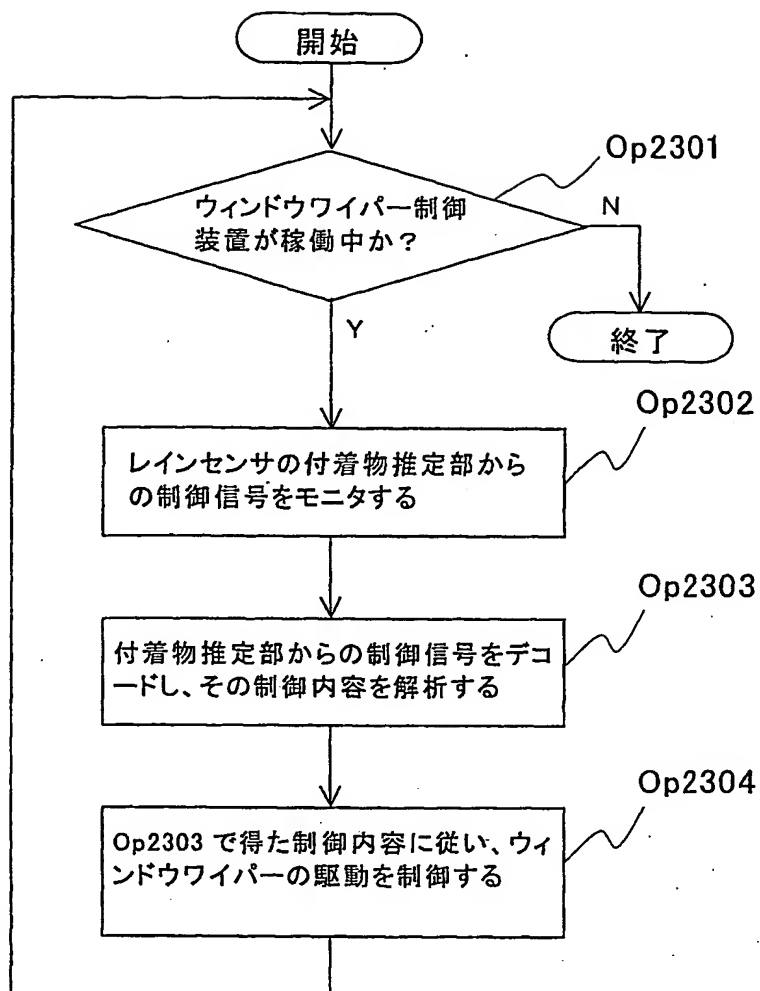 開始
Op2301
ウィンドウワイパー制御
装置が稼働中か?
N
Y
終了
Op2302
レインセンサの付着物推定部から
の制御信号をモニタする
Op2303
付着物推定部からの制御信号をデコ
ードし、その制御内容を解析する
Op2304
Op2303 で得た制御内容に従い、ウィ
ンドウワイパーの駆動を制御する